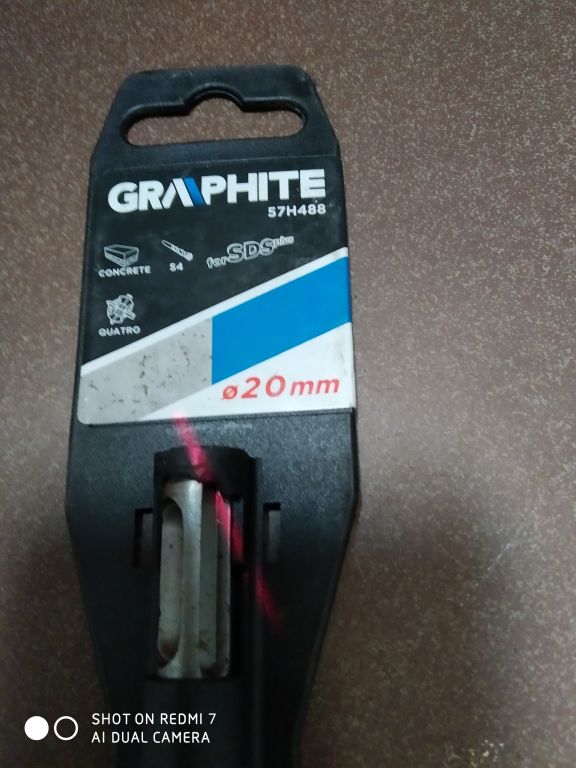 GRAPHITE
57H488
CONCRETE
S4
for SDS plus
QUATRO
ø20mm
SHOT ON REDMI 7
AI DUAL CAMERA